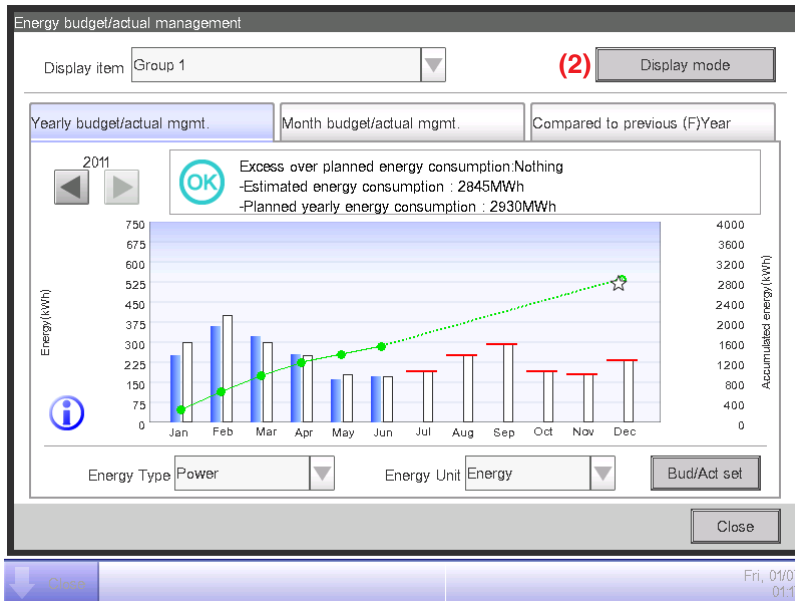 Energy budget/actual management
Display item Group 1 (2) Display mode
Yearly budget/actual mgmt. Month budget/actual mgmt. Compared to previous (F)Year
2011
OK
Excess over planned energy consumption:Nothing
-Estimated energy consumption : 2845MWh
-Planned yearly energy consumption : 2930MWh
Energy(kWh)
750
675
600
525
450
375
300
225
150
75
0
4000
3600
3200
2800
2400
2000
1600
1200
800
400
0
Accumulated energy(kWh)
Jan Feb Mar Apr May Jun Jul Aug Sep Oct Nov Dec
i
Energy Type Power Energy Unit Energy Bud/Act set
Close
Close
Fri, 01/0
01:1